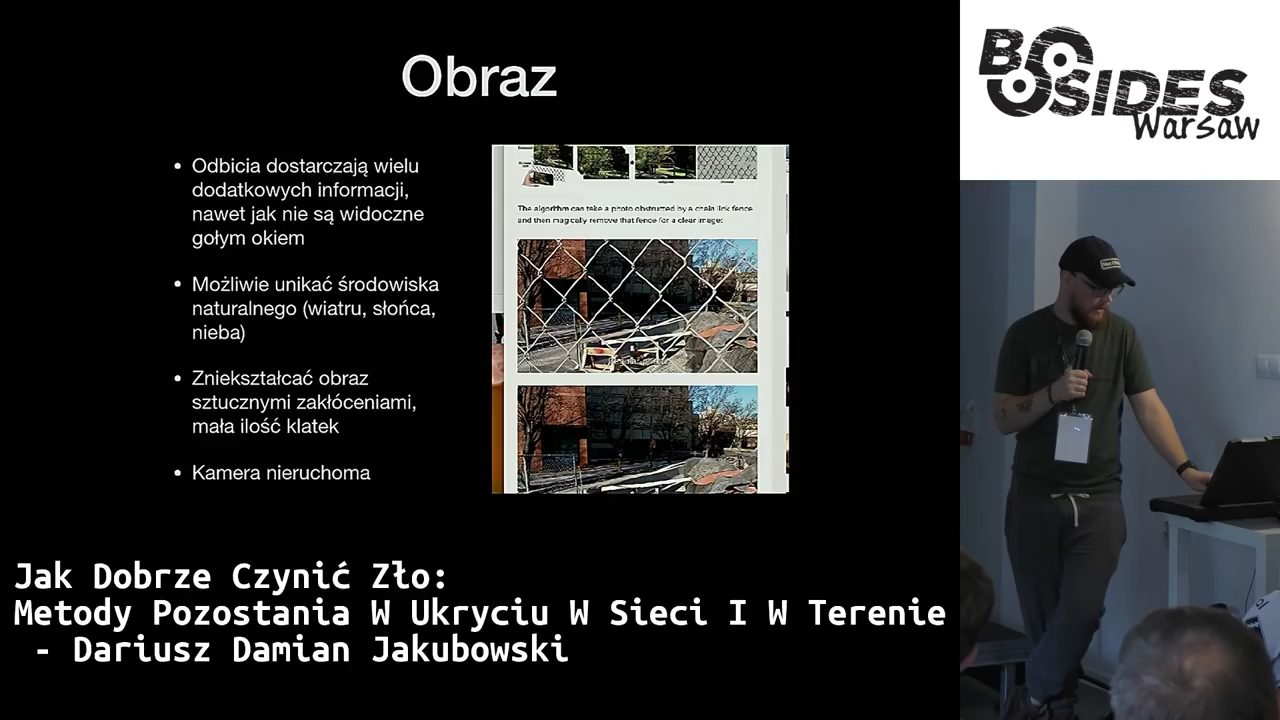 Obraz
• Odbicia dostarczają wielu
dodatkowych informacji,
nawet jak nie są widoczne
gołym okiem
• Możliwie unikać środowiska
naturalnego (wiatru, słońca,
nieba)
• Zniekształcać obraz
sztucznymi zakłóceniami,
mała ilość klatek
• Kamera nieruchoma
The algorithm can take a photo obstructed by a chain link fence
and then magically remove that fence for a clear image:
Jak Dobrze Czynić Zło:
Metody Pozostania W Ukryciu W Sieci I W Terenie
- Dariusz Damian Jakubowski
BSIDES
Warsaw